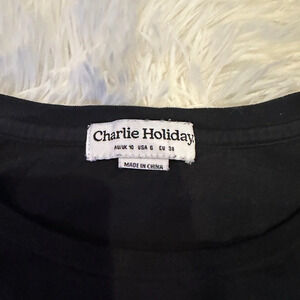 Charlie Holiday.
AU/UK 10 USA 6 EU 38
MADE IN CHINA